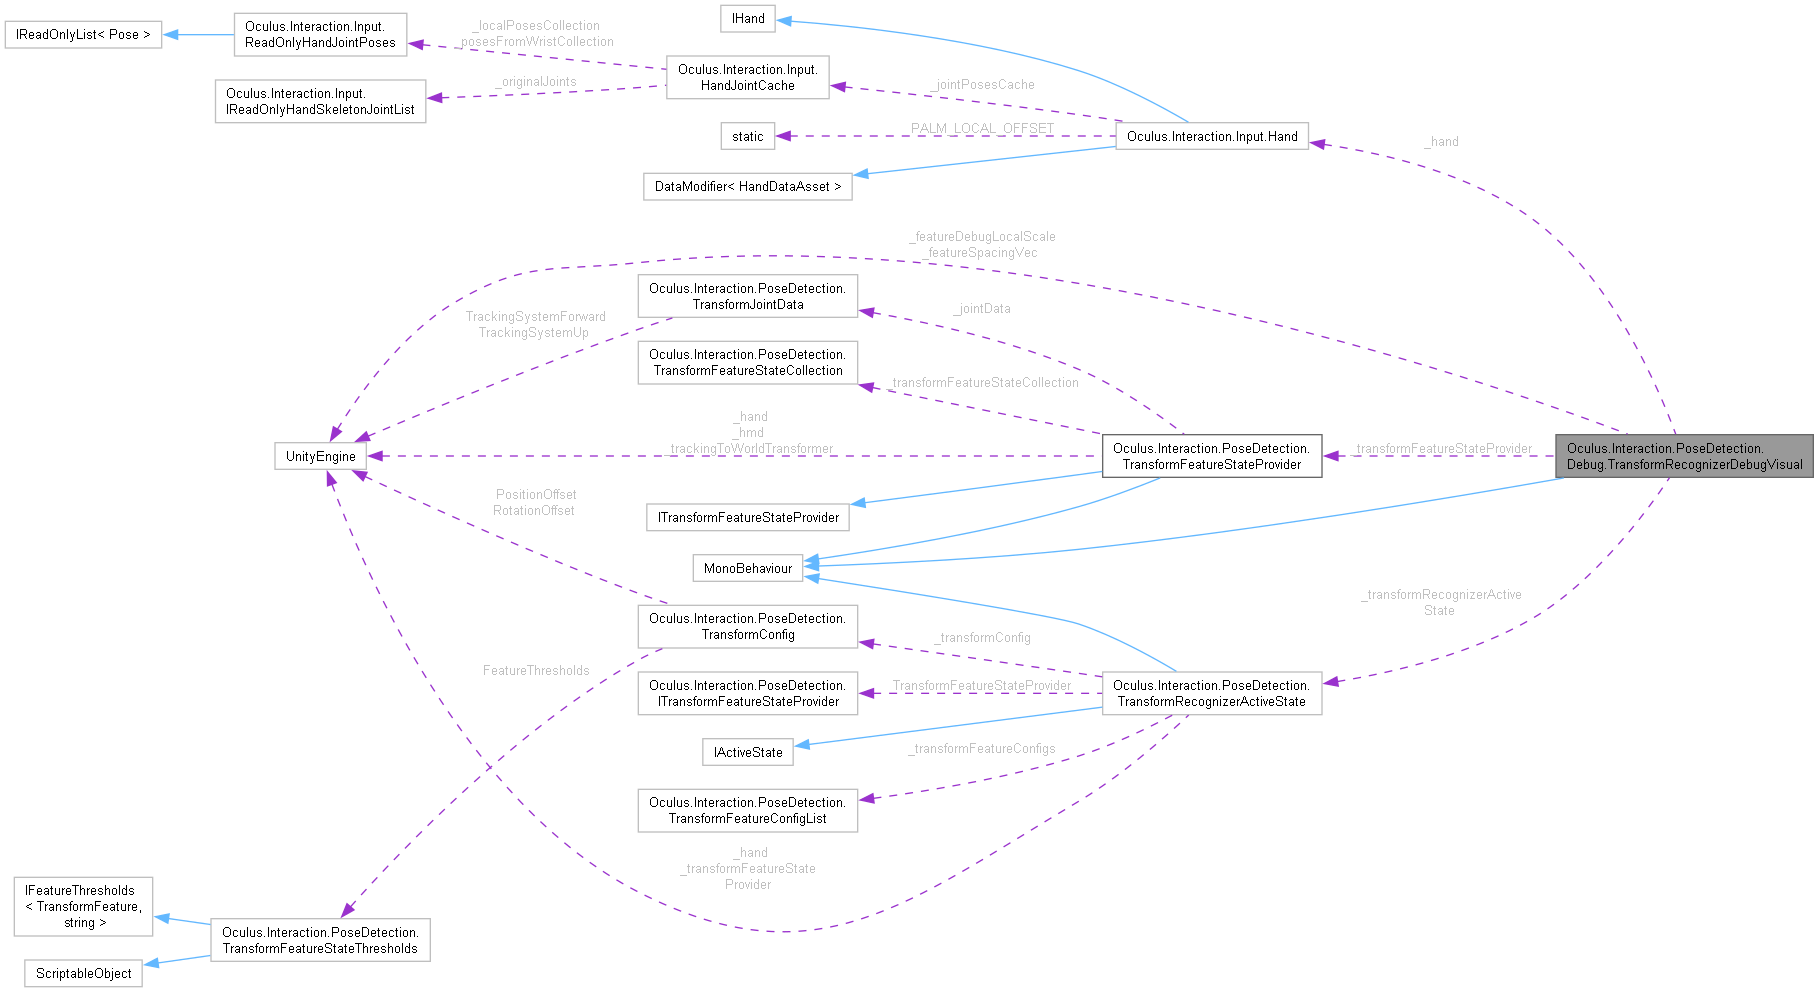 IReadOnlyList< Pose >
Oculus.Interaction.Input.
ReadOnlyHandJointPoses
_localPosesCollection
_posesFromWristCollection
IHand
Oculus.Interaction.Input.
HandJointCache
Oculus.Interaction.Input.
IReadOnlyHandSkeletonJointList
_originalJoints
_jointPosesCache
static
PALM_LOCAL_OFFSET
Oculus.Interaction.Input.Hand
_hand
DataModifier< HandDataAsset >
_featureDebugLocalScale
_featureSpacingVec
Oculus.Interaction.PoseDetection.
TransformJointData
_jointData
TrackingSystemForward
TrackingSystemUp
Oculus.Interaction.PoseDetection.
TransformFeatureStateCollection
_transformFeatureStateCollection
_hand
_hmd
_trackingToWorldTransformer
UnityEngine
Oculus.Interaction.PoseDetection.
TransformFeatureStateProvider
_transformFeatureStateProvider
Oculus.Interaction.PoseDetection.
Debug.TransformRecognizerDebugVisual
PositionOffset
RotationOffset
ITransformFeatureStateProvider
MonoBehaviour
_transformRecognizerActive
State
Oculus.Interaction.PoseDetection.
TransformConfig
_transformConfig
FeatureThresholds
Oculus.Interaction.PoseDetection.
ITransformFeatureStateProvider
TransformFeatureStateProvider
Oculus.Interaction.PoseDetection.
TransformRecognizerActiveState
IActiveState
_transformFeatureConfigs
Oculus.Interaction.PoseDetection.
TransformFeatureConfigList
_hand
_transformFeatureState
Provider
IFeatureThresholds
< TransformFeature,
string >
Oculus.Interaction.PoseDetection.
TransformFeatureStateThresholds
ScriptableObject